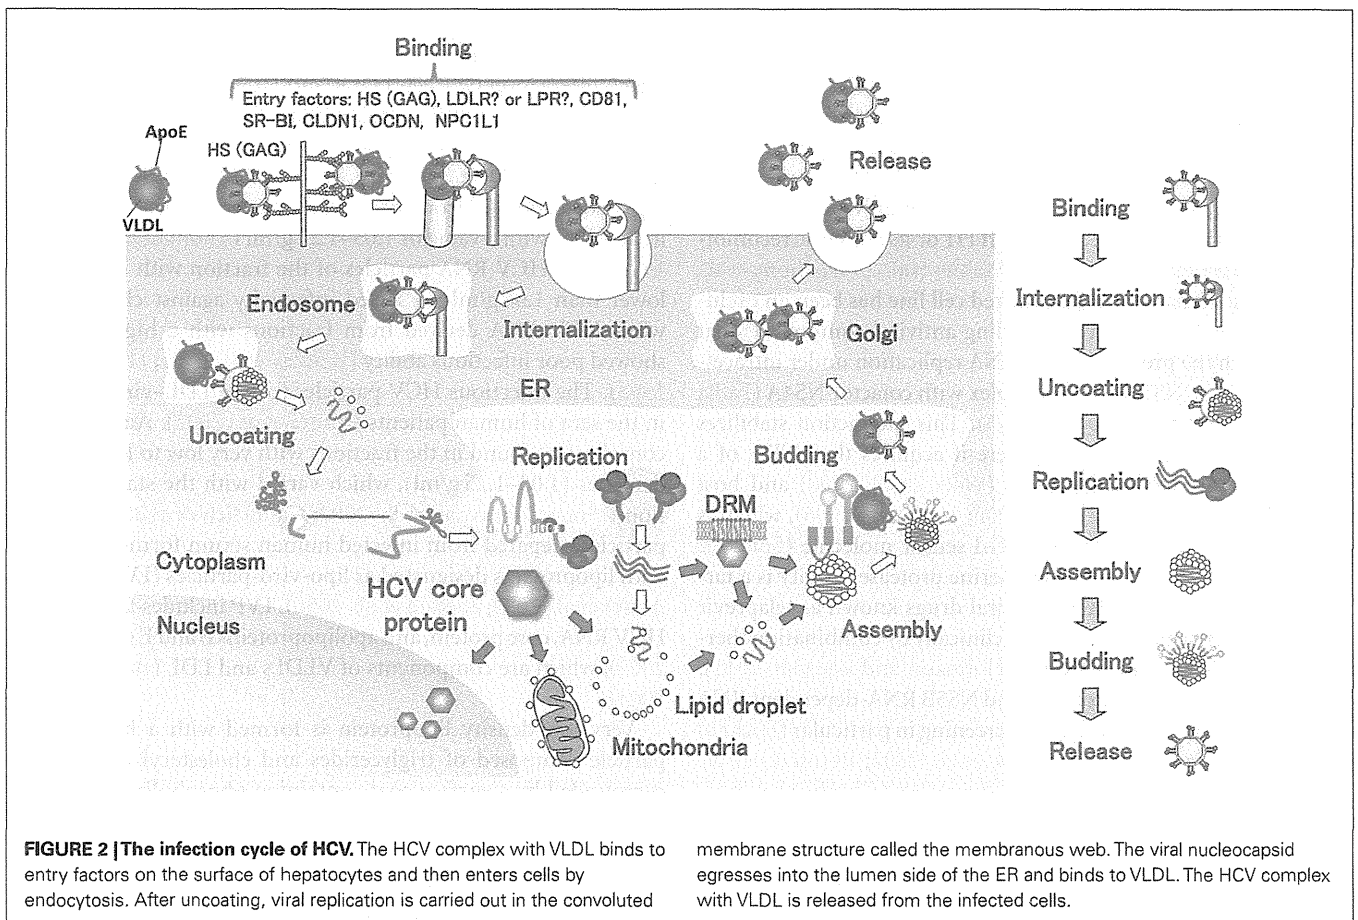 Binding
Entry factors: HS (GAG), LDLR? or LPR?, CD81,
SR-BI, CLDN1, OCDN, NPC1L1
ApoE
HS (GAG)
VLDL
Release
Endosome
Internalization
Golgi
ER
Uncoating
Replication
Budding
DRM
Cytoplasm
HCV core
protein
Nucleus
Assembly
Lipid droplet
Mitochondria
Binding
Internalization
Uncoating
Replication
Assembly
Budding
Release
FIGURE 2 | The infection cycle of HCV. The HCV complex with VLDL binds to
entry factors on the surface of hepatocytes and then enters cells by
endocytosis. After uncoating, viral replication is carried out in the convoluted
membrane structure called the membranous web. The viral nucleocapsid
egresses into the lumen side of the ER and binds to VLDL. The HCV complex
with VLDL is released from the infected cells.